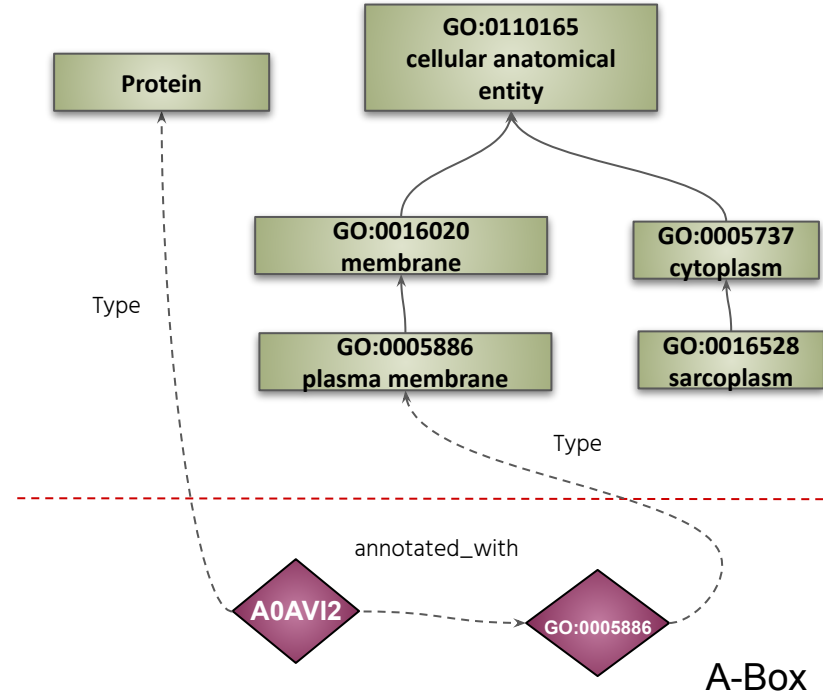 GO:0110165
cellular anatomical
entity
Protein
GO:0016020
membrane
GO:0005737
cytoplasm
Type
GO:0005886
plasma membrane
GO:0016528
sarcoplasm
Type
annotated_with
A0AVI2
GO:0005886
A-Box